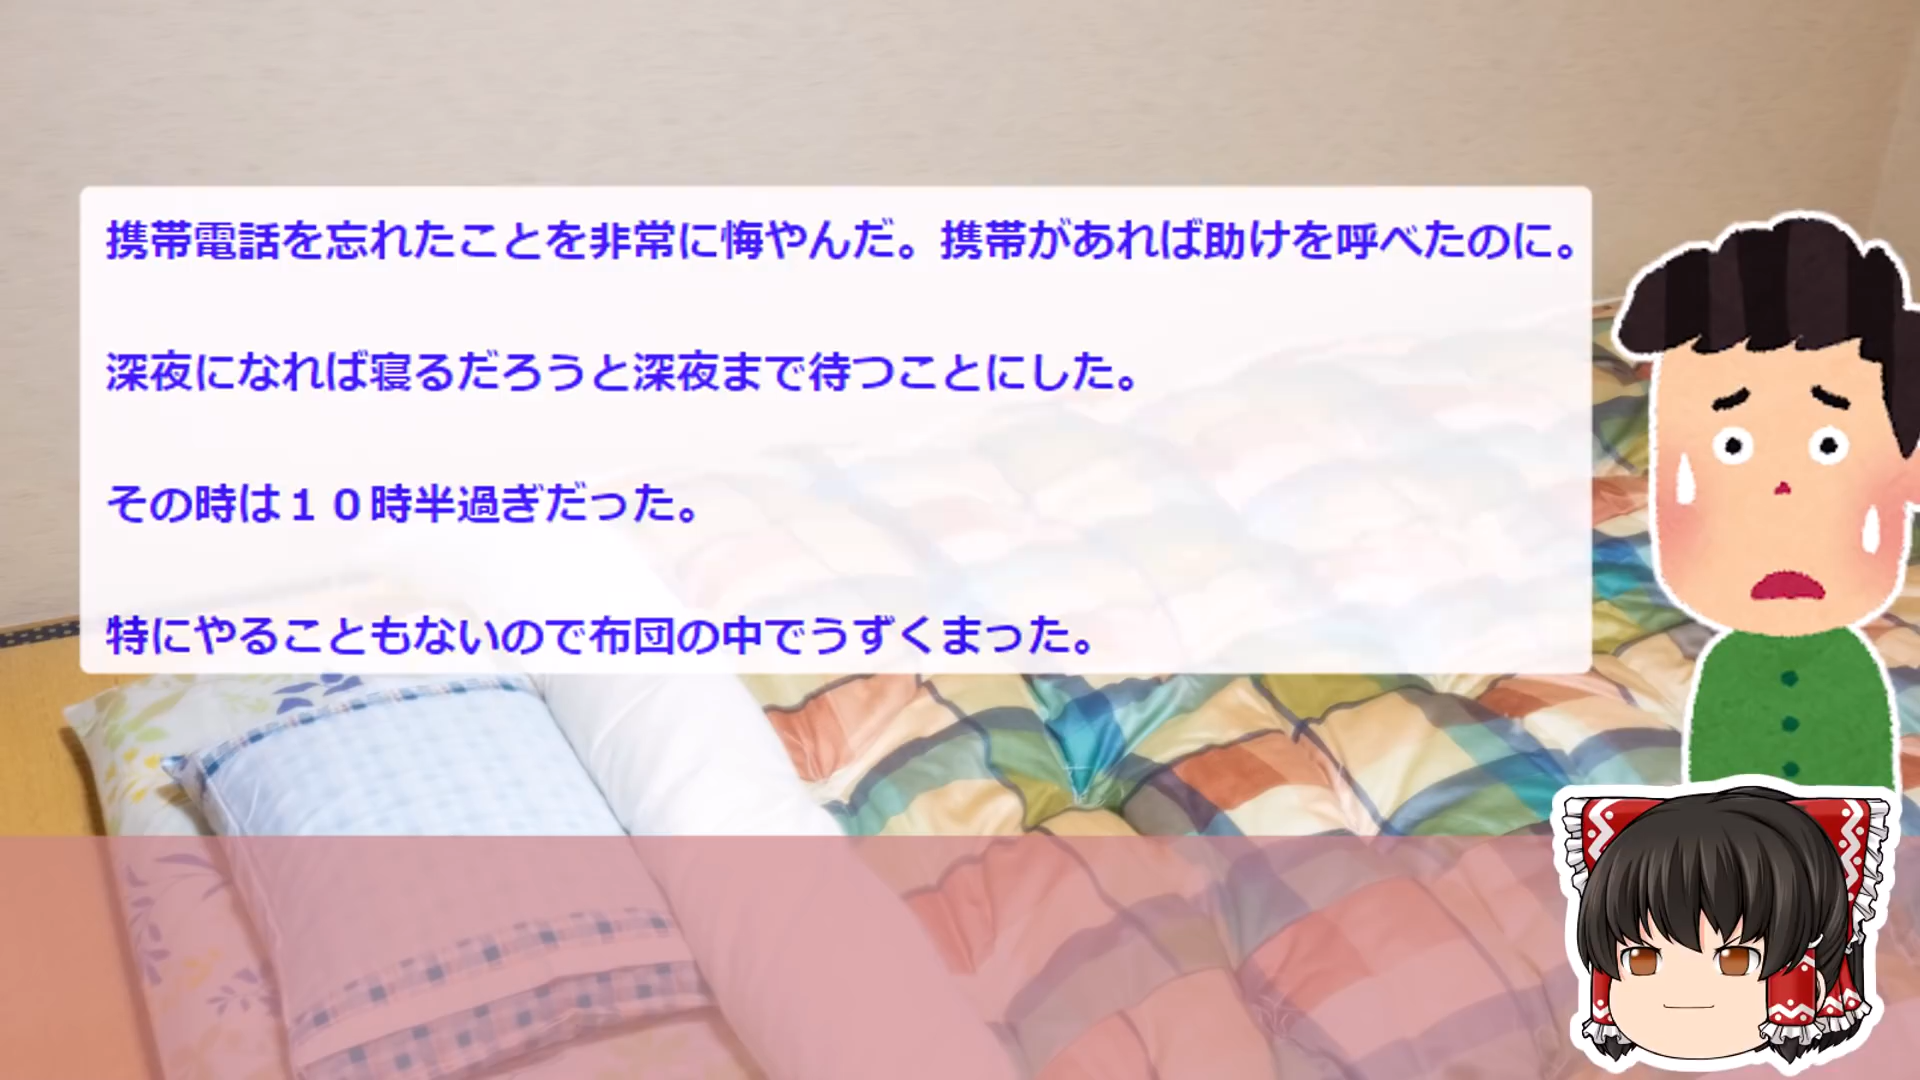 携帯電話を忘れたことを非常に悔やんだ。携帯があれば助けを呼べたのに。
深夜になれば寝るだろうと深夜まで待つことにした。
その時は１０時半過ぎだった。
特にやることもないので布団の中でうずくまった。